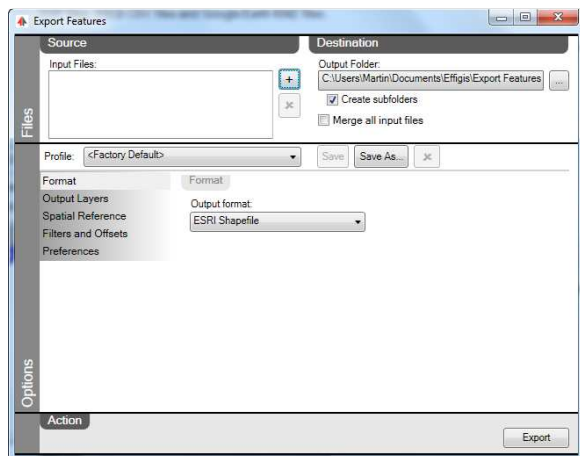 Export Features
Source
Destination
Input Files:
Output Folder:
+
C:\Users\Martin\Documents\Effigis\Export Features
...
Create subfolders
Merge all input files
Files
Profile: <Factory Default>
Save
Save As...
Format
Output Layers
Spatial Reference
Filters and Offsets
Preferences
Format
Output format:
ESRI Shapefile
Options
Action
Export